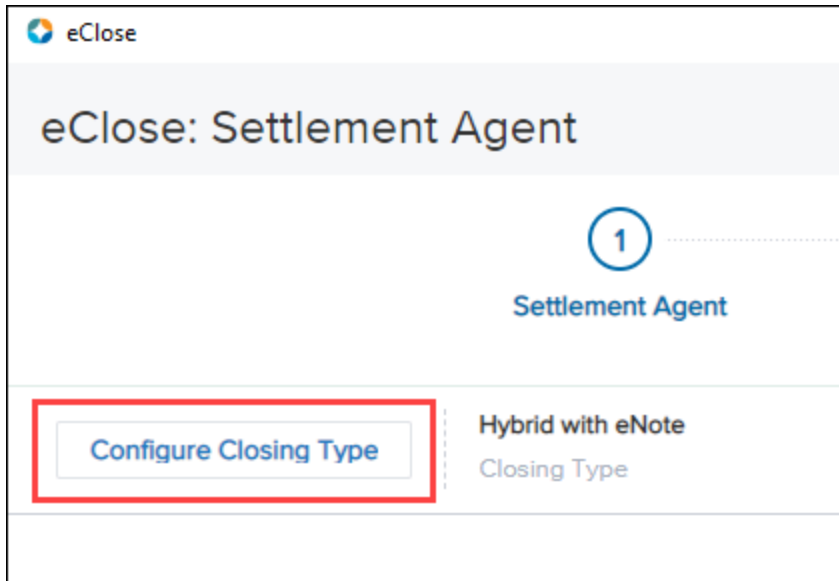 eClose
eClose: Settlement Agent
1
Settlement Agent
Configure Closing Type
Hybrid with eNote
Closing Type